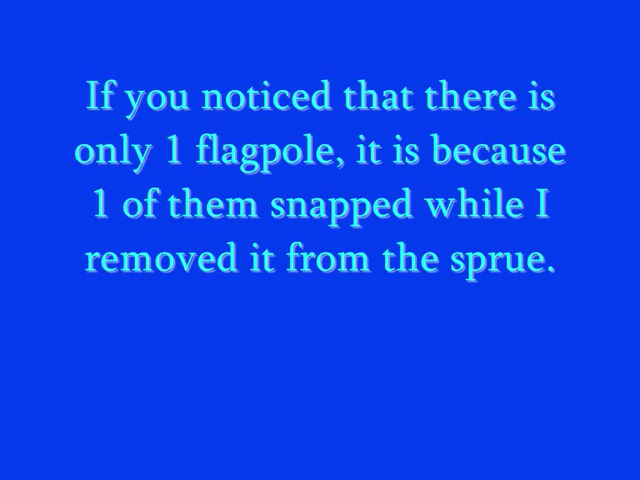 If you noticed that there is
only 1 flagpole, it is because
1 of them snapped while I
removed it from the sprue.